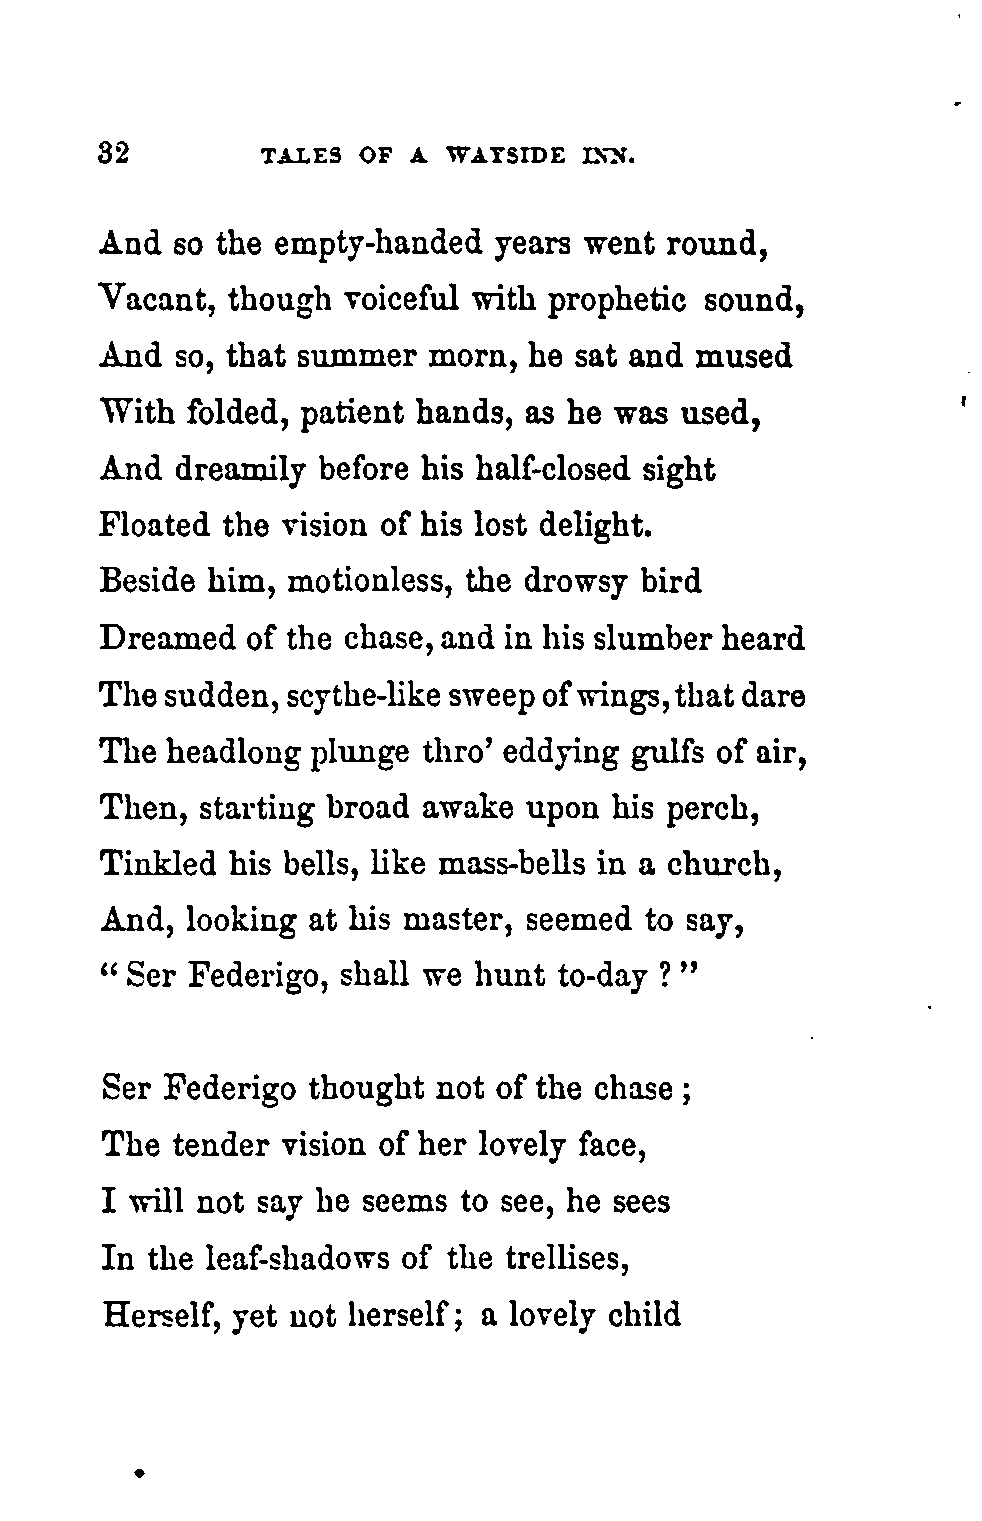 32 TALES OF A WAYSIDE INN.
And so the empty-handed years went round,
Vacant, though voiceful with prophetic sound,
And so, that summer morn, he sat and mused
With folded, patient hands, as he was used,
And dreamily before his half-closed sight
Floated the vision of his lost delight.
Beside him, motionless, the drowsy bird
Dreamed of the chase, and in his slumber heard
The sudden, scythe-like sweep of wings, that dare
The headlong plunge thro’ eddying gulfs of air,
Then, starting broad awake upon his perch,
Tinkled his bells, like mass-bells in a church,
And, looking at his master, seemed to say,
“Ser Federigo, shall we hunt to-day?”
Ser Federigo thought not of the chase;
The tender vision of her lovely face,
I will not say he seems to see, he sees
In the leaf-shadows of the trellises,
Herself, yet not herself; a lovely child